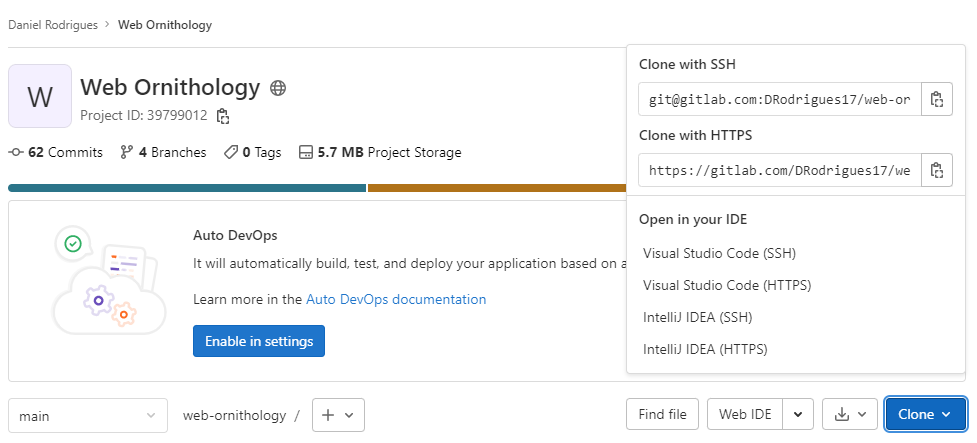 Daniel Rodrigues > Web Ornithology
W
Web Ornithology
Project ID: 39799012
62 Commits 4 Branches 0 Tags 5.7 MB Project Storage
Auto DevOps
It will automatically build, test, and deploy your application based on a
Learn more in the Auto DevOps documentation
Enable in settings
Clone with SSH
git@gitlab.com:DRodrigues17/web-or
Clone with HTTPS
https://gitlab.com/DRodrigues17/we
Open in your IDE
Visual Studio Code (SSH)
Visual Studio Code (HTTPS)
IntelliJ IDEA (SSH)
IntelliJ IDEA (HTTPS)
main web-ornithology / + Find file Web IDE Clone